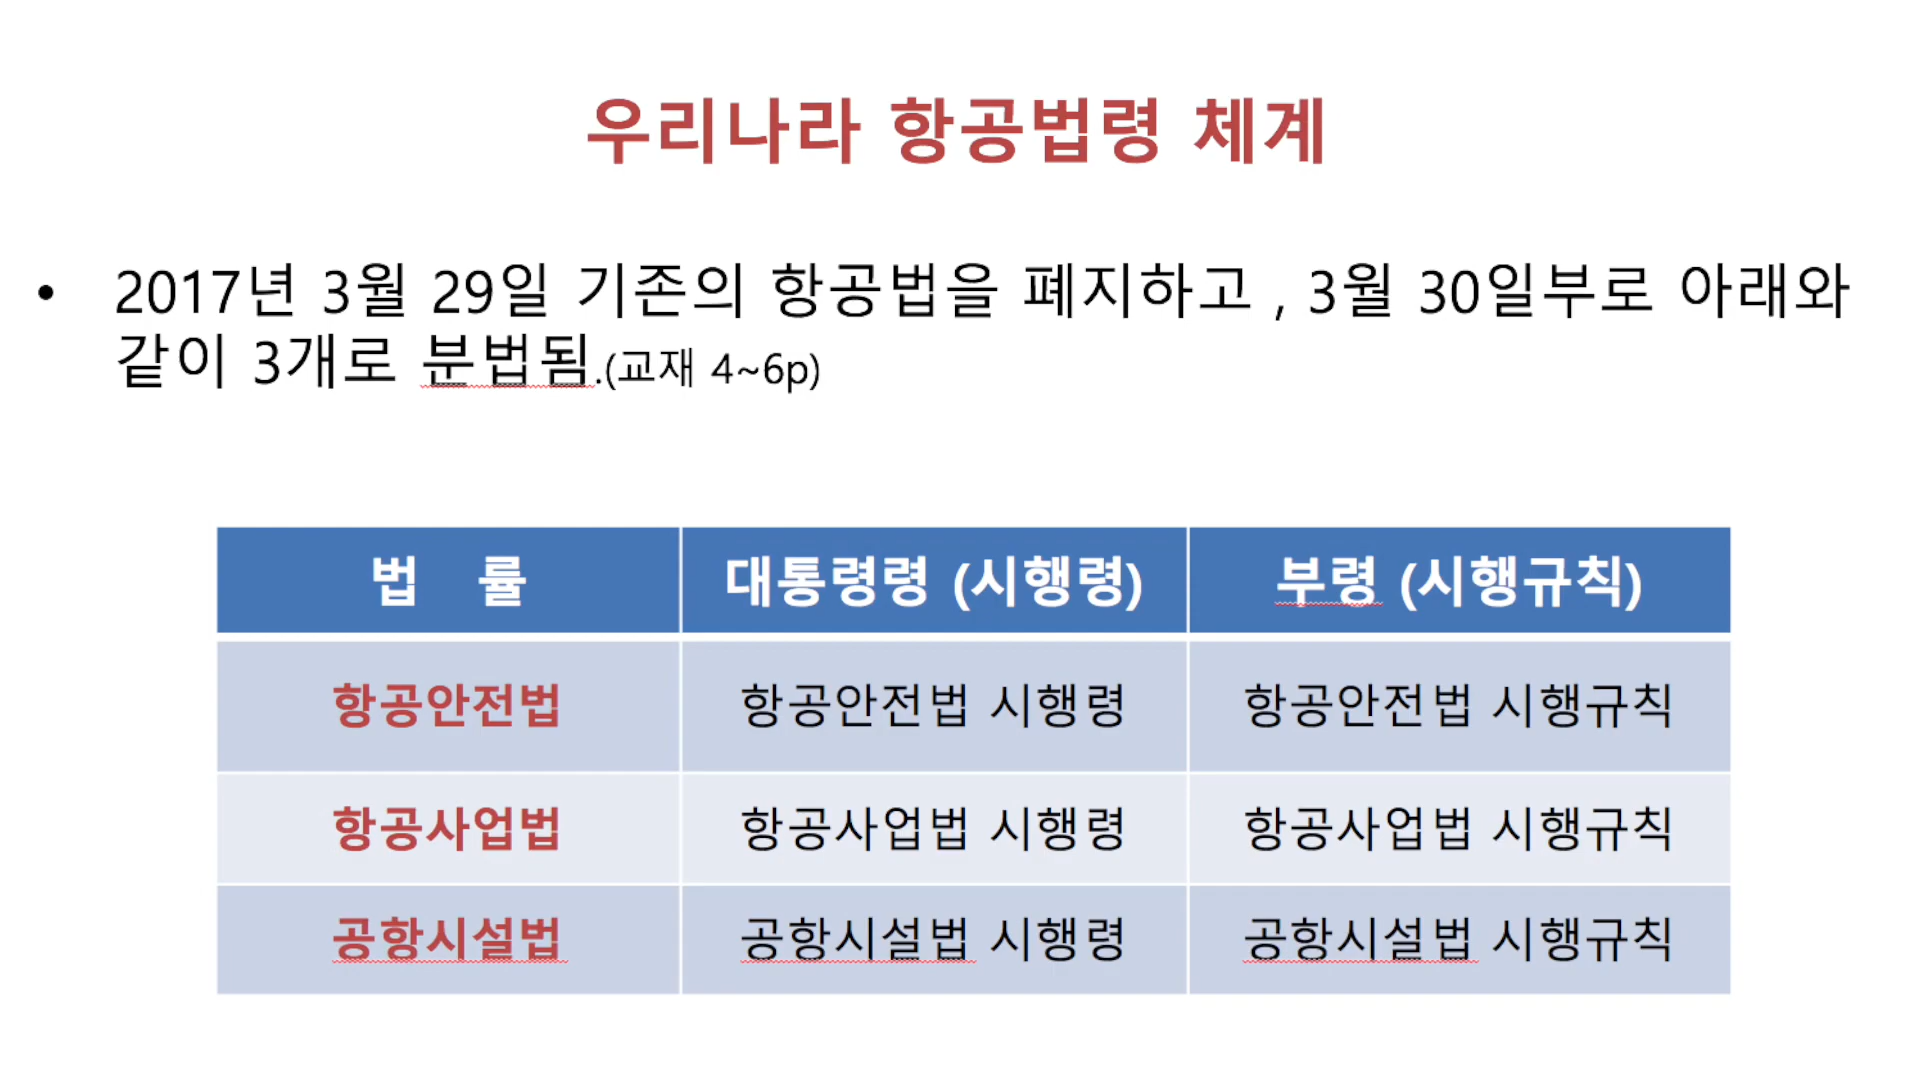 우리나라 항공법령 체계
• 2017년 3월 29일 기존의 항공법을 폐지하고 , 3월 30일부로 아래와
같이 3개로 분법됨.(교재 4~6p)
법 률 대통령령 (시행령) 부령 (시행규칙)
항공안전법 항공안전법 시행령 항공안전법 시행규칙
항공사업법 항공사업법 시행령 항공사업법 시행규칙
공항시설법 공항시설법 시행령 공항시설법 시행규칙